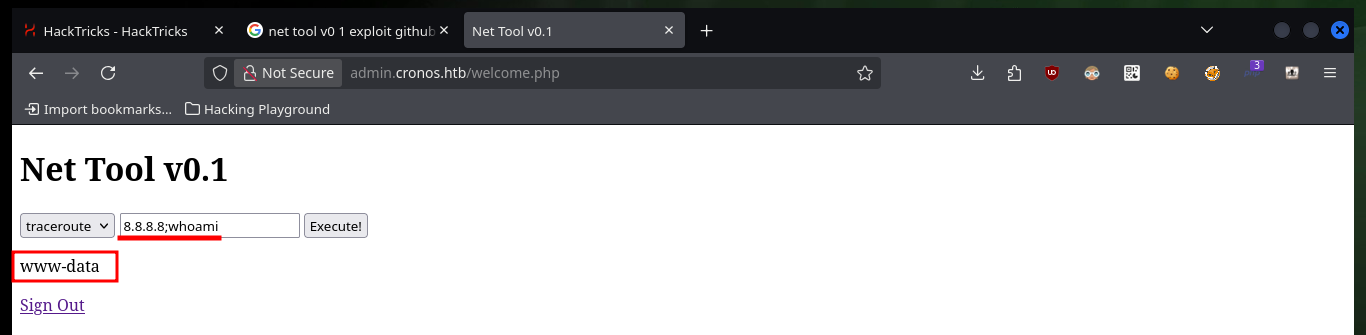 HackTricks - HackTricks net tool v0 1 exploit github Net Tool v0.1
Not Secure admin.cronos.htb/welcome.php 3
Import bookmarks... Hacking Playground
Net Tool v0.1
traceroute 8.8.8.8;whoami Execute!
www-data
Sign Out